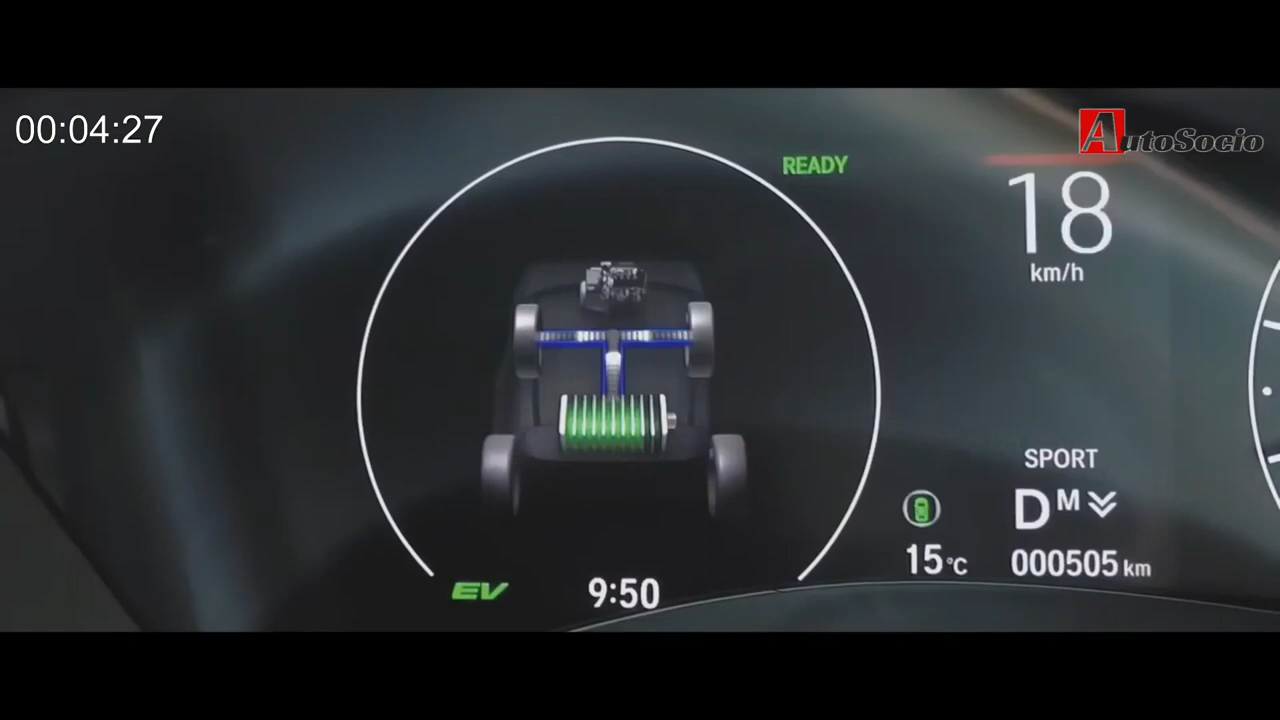 00:04:27
AutoSocio
READY
18
km/h
SPORT
D M
15 °C
000505 km
EV
9:50